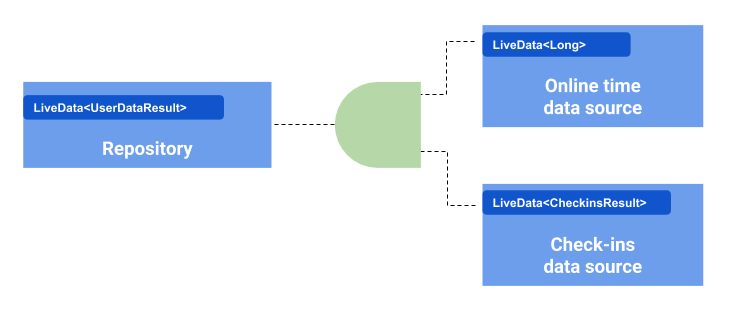 LiveData<UserDataResult>
Repository
LiveData<Long>
Online time
data source
LiveData<CheckinsResult>
Check-ins
data source